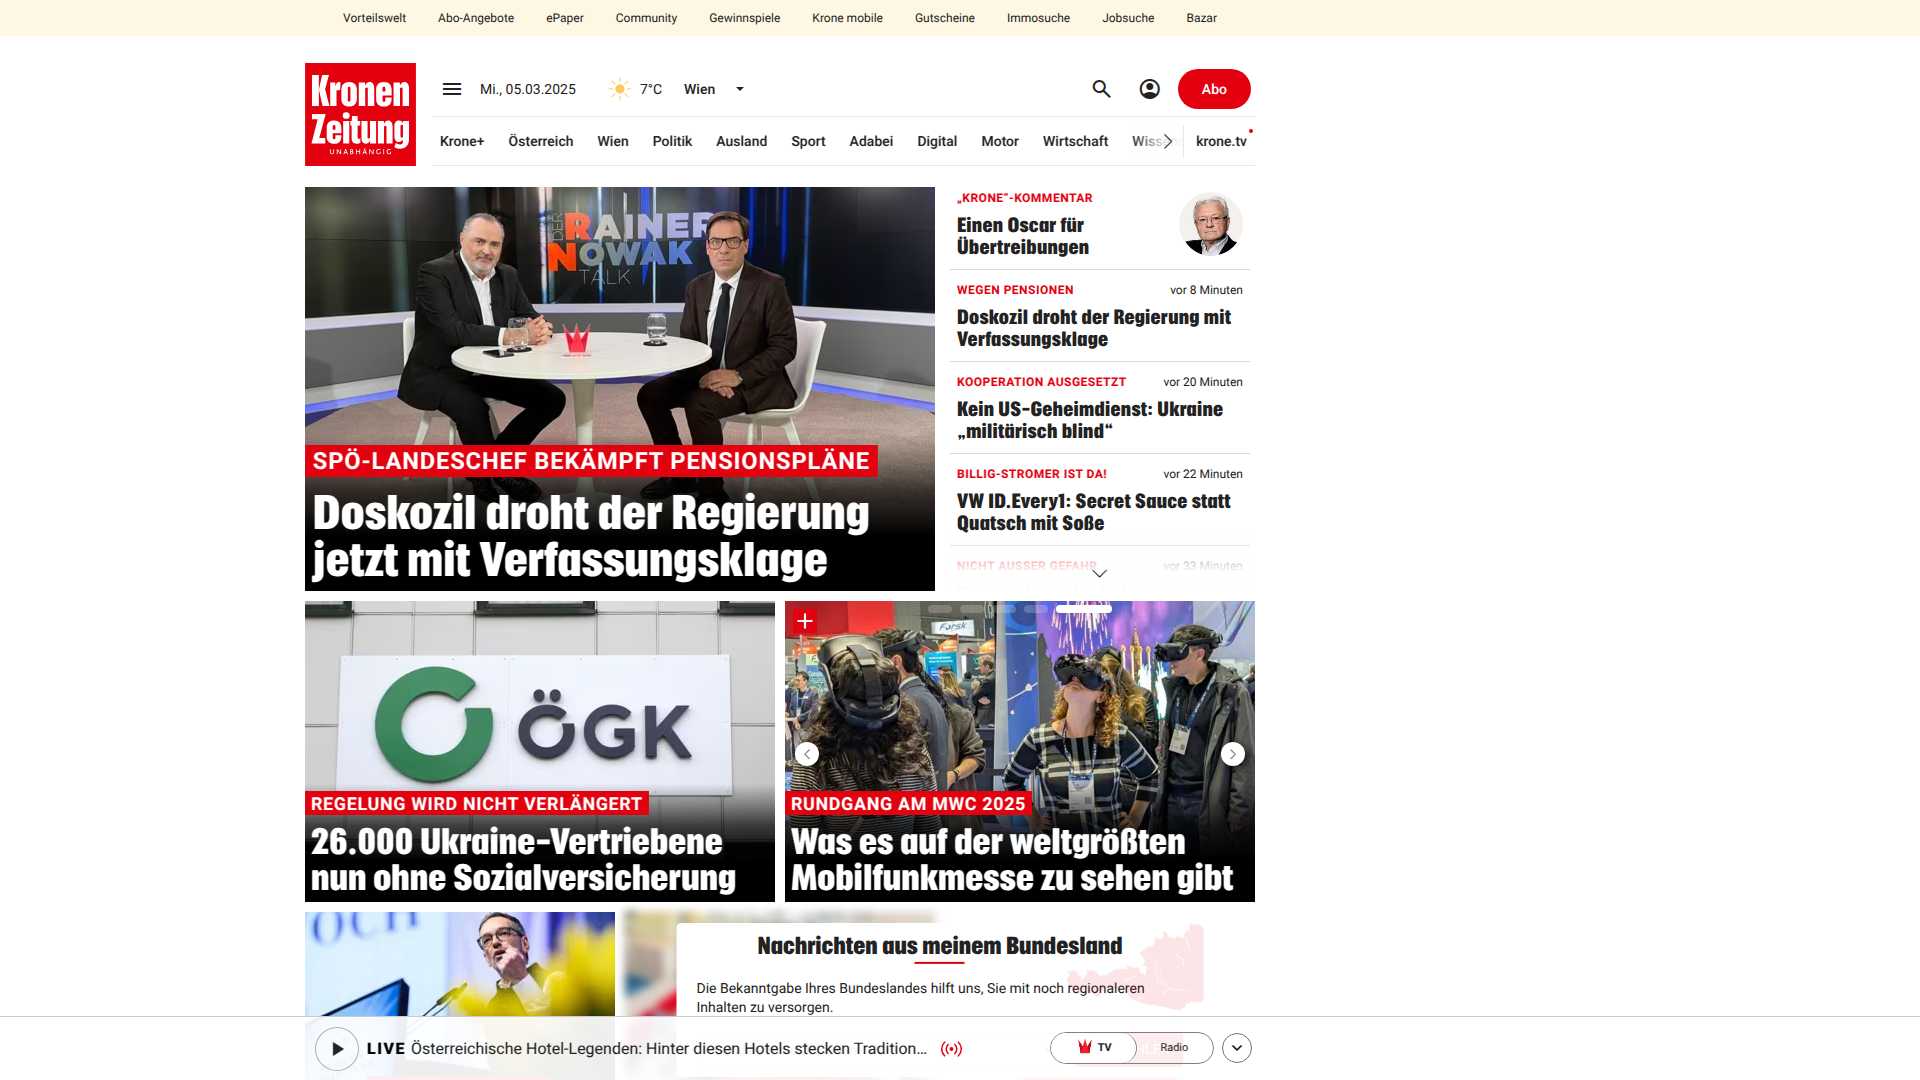 Vorteilswelt Abo-Angebote ePaper Community Gewinnspiele Krone mobile Gutscheine Immosuche Jobsuche Bazar
Kronen
Zeitung
UNABHÄNGIG
Mi., 05.03.2025 7°C Wien
Abo
Krone+ Österreich Wien Politik Ausland Sport Adabei Digital Motor Wirtschaft Wiss krone.tv
DER RAINER
NOWAK
TALK
SPÖ-LANDESCHEF BEKÄMPFT PENSIONSPLÄNE
Doskozil droht der Regierung
jetzt mit Verfassungsklage
„KRONE“-KOMMENTAR
Einen Oscar für
Übertreibungen
WEGEN PENSIONEN vor 8 Minuten
Doskozil droht der Regierung mit
Verfassungsklage
KOOPERATION AUSGESETZT vor 20 Minuten
Kein US-Geheimdienst: Ukraine
„militärisch blind“
BILLIG-STROMER IST DA! vor 22 Minuten
VW ID.Every1: Secret Sauce statt
Quatsch mit Soße
NICHT AUSSER GEFAHR vor 33 Minuten
ÖGK
REGELUNG WIRD NICHT VERLÄNGERT
26.000 Ukraine-Vertriebene
nun ohne Sozialversicherung
RUNDGANG AM MWC 2025
Was es auf der weltgrößten
Mobilfunkmesse zu sehen gibt
OCH
Nachrichten aus meinem Bundesland
Die Bekanntgabe Ihres Bundeslandes hilft uns, Sie mit noch regionaleren
Inhalten zu versorgen.
LIVE Österreichische Hotel-Legenden: Hinter diesen Hotels stecken Tradition...
TV Radio